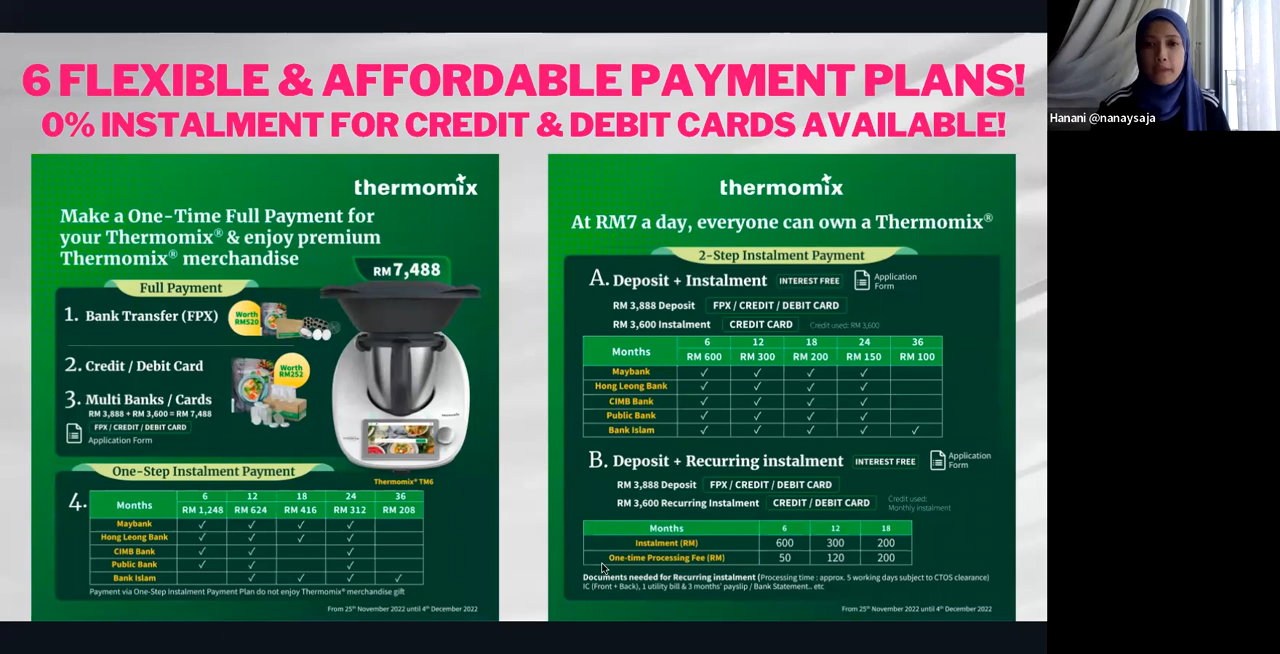 6 FLEXIBLE & AFFORDABLE PAYMENT PLANS!
0% INSTALMENT FOR CREDIT & DEBIT CARDS AVAILABLE!
thermomix
Make a One-Time Full Payment for
your Thermomix® & enjoy premium
Thermomix® merchandise
RM 7,488
Full Payment
1. Bank Transfer (FPX)
Worth
RM520
2. Credit / Debit Card
Worth
RM252
3. Multi Banks / Cards
RM 3,888 + RM 3,600 = RM 7,488
FPX / CREDIT / DEBIT CARD
Application Form
Thermomix® TM6
One-Step Instalment Payment
4.
Months 6 12 18 24 36
RM 1,248 RM 624 RM 416 RM 312 RM 208
Maybank ✓ ✓ ✓ ✓
Hong Leong Bank ✓ ✓ ✓ ✓
CIMB Bank ✓ ✓ ✓
Public Bank ✓ ✓ ✓
Bank Islam ✓ ✓ ✓ ✓
Payment via One-Step Instalment Payment Plan do not enjoy Thermomix® merchandise gift
From 25th November 2022 until 4th December 2022
thermomix
At RM7 a day, everyone can own a Thermomix®
2-Step Instalment Payment
A. Deposit + Instalment INTEREST FREE Application
Form
RM 3,888 Deposit FPX / CREDIT / DEBIT CARD
RM 3,600 Instalment CREDIT CARD Credit used: RM 3,600
Months 6 12 18 24 36
RM 600 RM 300 RM 200 RM 150 RM 100
Maybank ✓ ✓ ✓ ✓
Hong Leong Bank ✓ ✓ ✓ ✓
CIMB Bank ✓ ✓ ✓ ✓
Public Bank ✓ ✓ ✓ ✓
Bank Islam ✓ ✓ ✓ ✓ ✓
B. Deposit + Recurring instalment INTEREST FREE Application
Form
RM 3,888 Deposit FPX / CREDIT / DEBIT CARD
RM 3,600 Recurring Instalment CREDIT / DEBIT CARD Credit used:
Monthly instalment
Months 6 12 18
Instalment (RM) 600 300 200
One-time Processing Fee (RM) 50 120 200
Documents needed for Recurring instalment (Processing time : approx. 5 working days subject to CTOS clearance)
IC (Front + Back), 1 utility bill & 3 months' payslip / Bank Statement.. etc
From 25th November 2022 until 4th December 2022
Hanani @nanaysaja